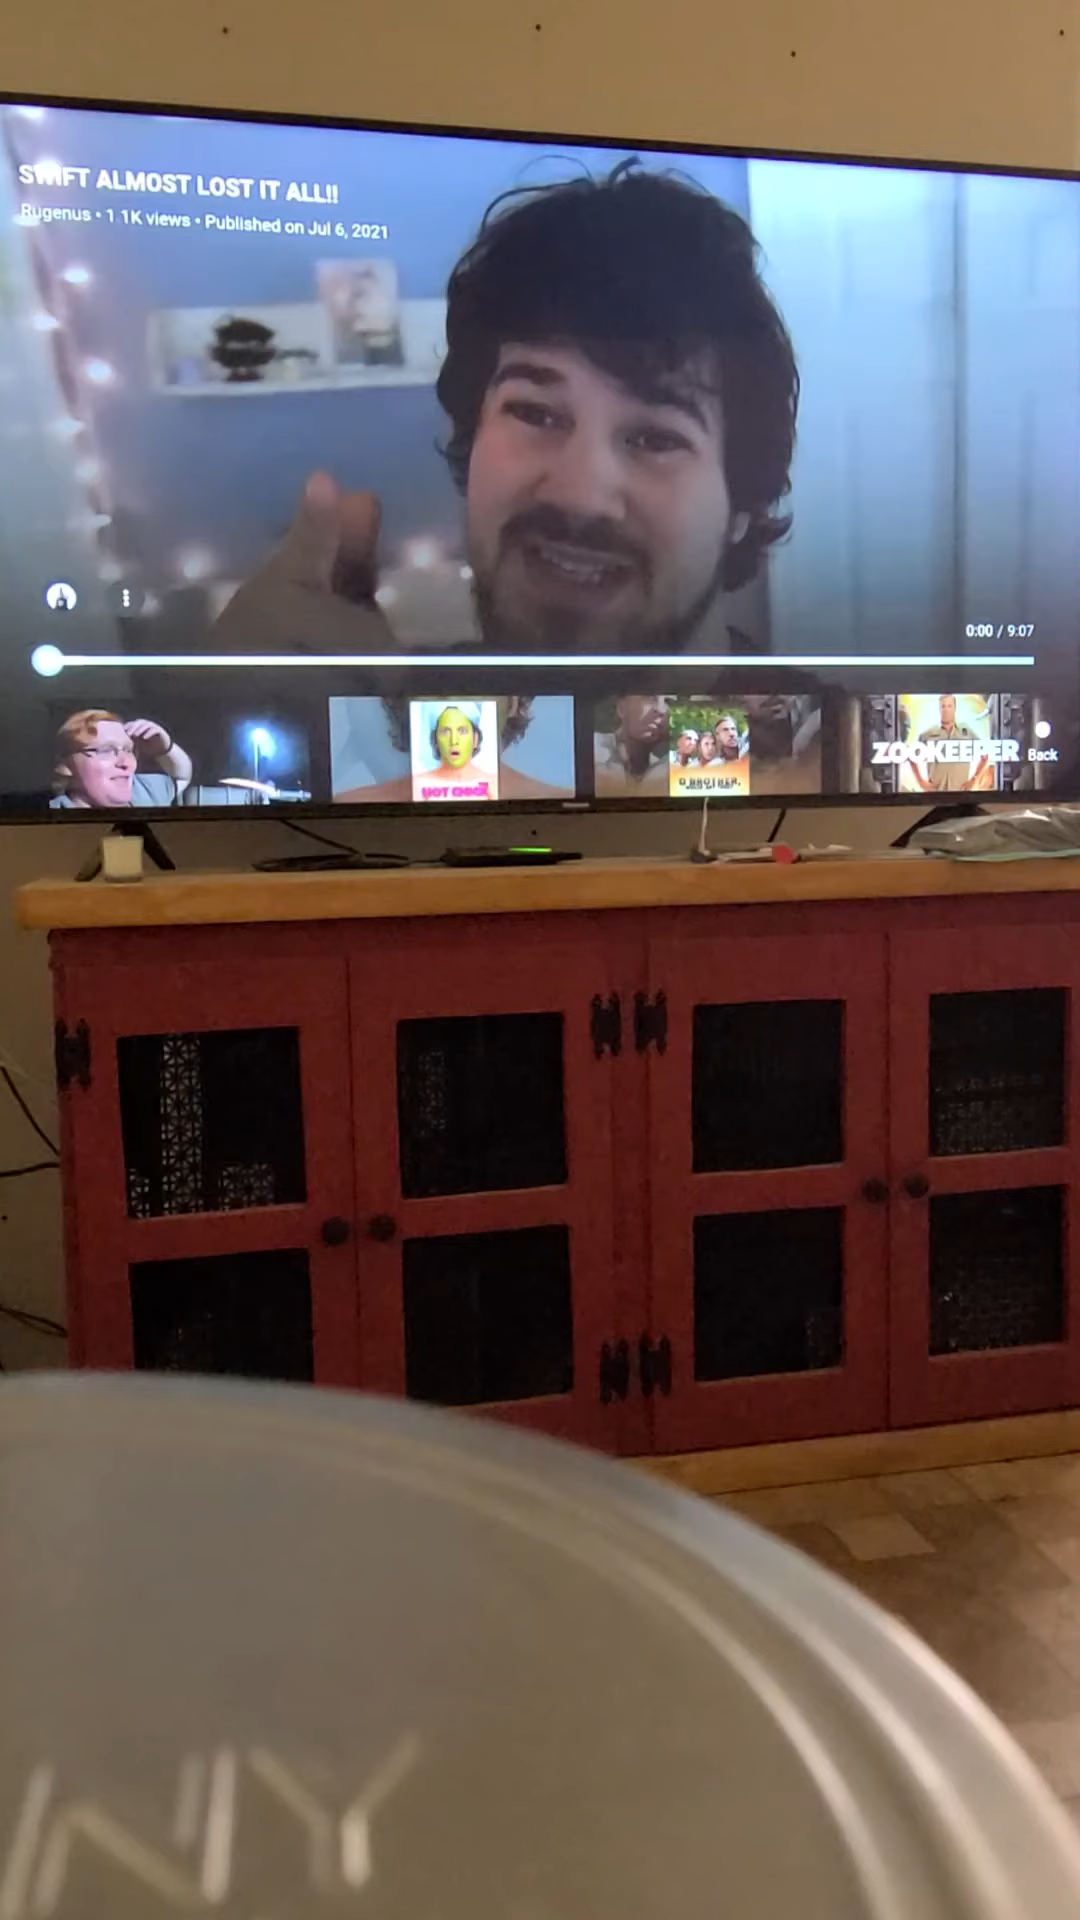 SWIFT ALMOST LOST IT ALL!!
Rugenus • 1.1K views • Published on Jul 6, 2021
0:00 / 9:07
HOT CHICK
O BROTHER,
ZOOKEEPER
Back
NY